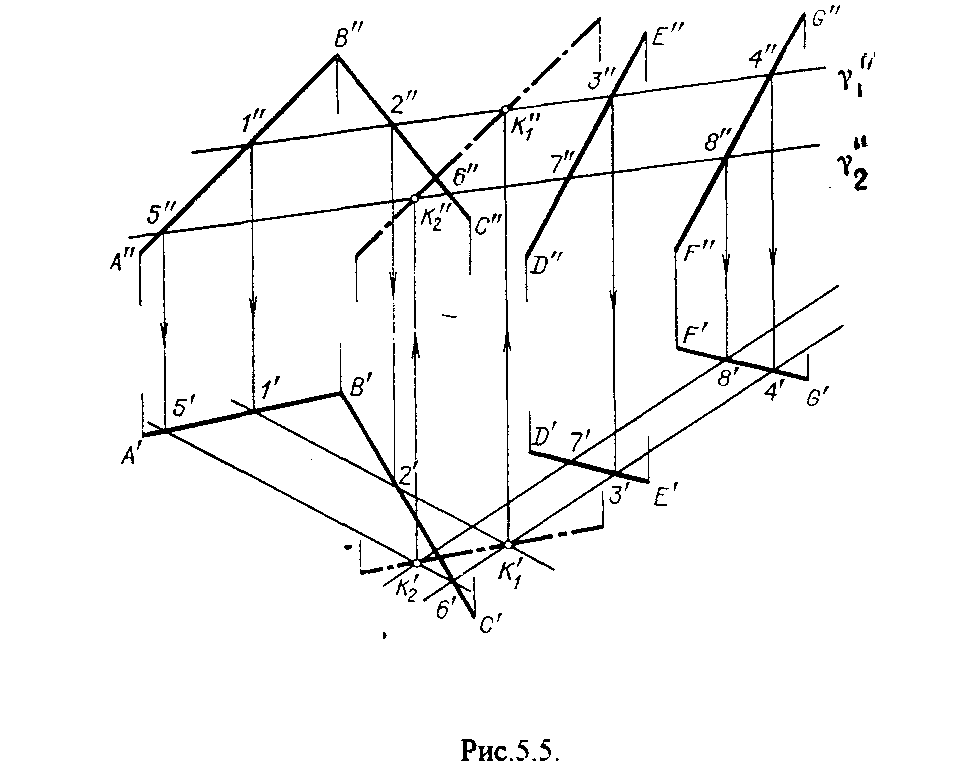 B" E" G"
4" γ₁"
3"
2" K₁"
1"
8" γ₂"
7"
6"
K₂"
5" C"
A" D" F"
F'
8' 4' G'
B'
5' 1' D' 7'
A' 2' 3' E'
K₂' K₁'
6' C'
Рис.5.5.